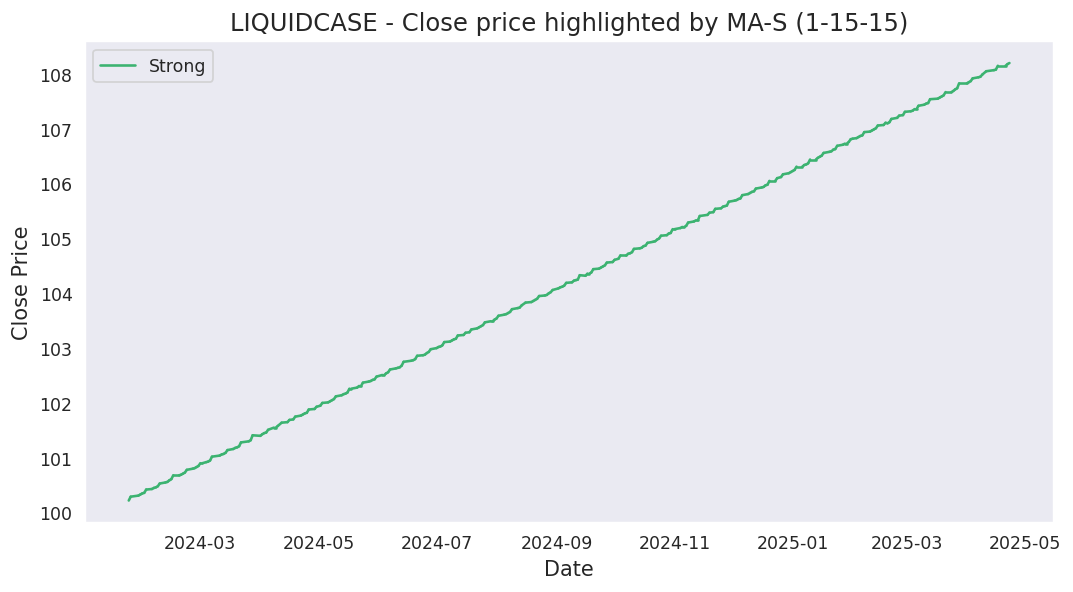 LIQUIDCASE - Close price highlighted by MA-S (1-15-15)
Strong
108
107
106
105
104
103
102
101
100
Close Price
2024-03 2024-05 2024-07 2024-09 2024-11 2025-01 2025-03 2025-05
Date